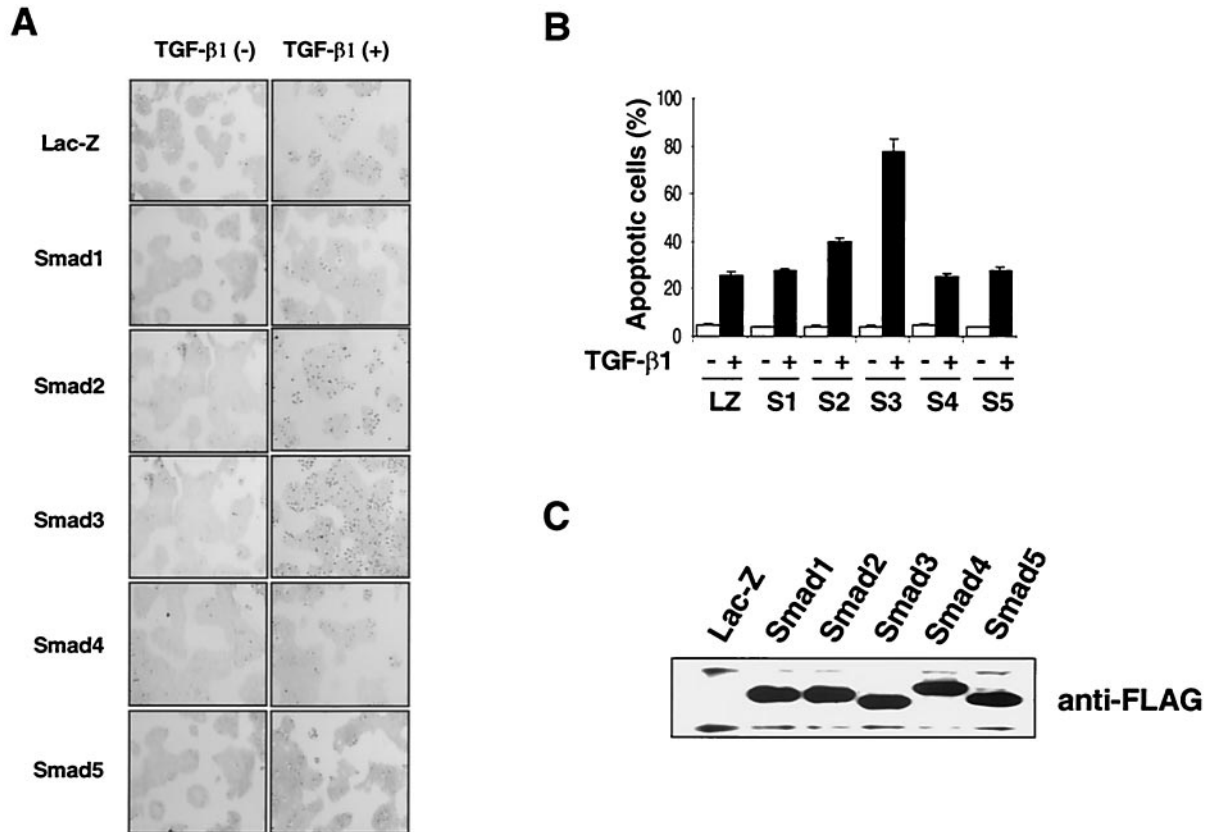 A
TGF-β1 (-) TGF-β1 (+)
Lac-Z
Smad1
Smad2
Smad3
Smad4
Smad5
B
Apoptotic cells (%)
100
80
60
40
20
0
TGF-β1 - + - + - + - + - + - +
LZ S1 S2 S3 S4 S5
C
Lac-Z Smad1 Smad2 Smad3 Smad4 Smad5
anti-FLAG